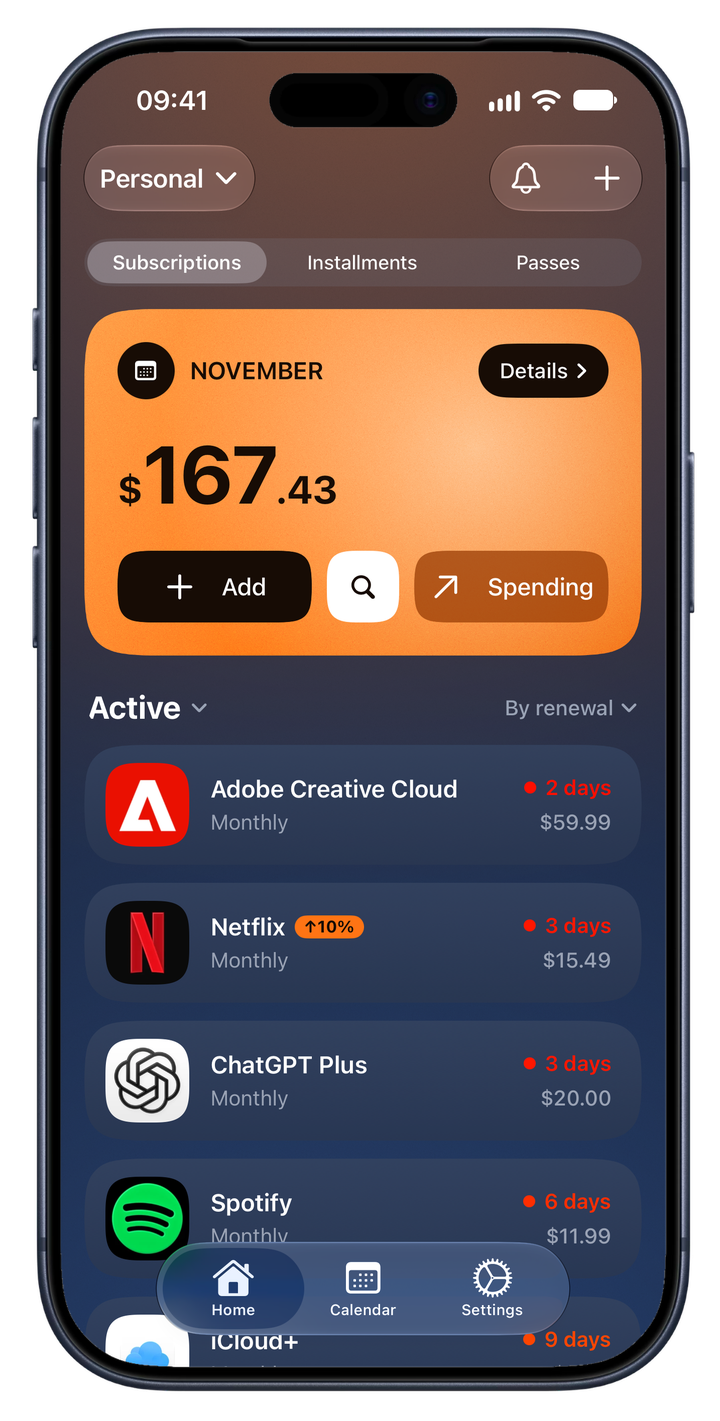 09:41
Personal
Subscriptions Installments Passes
NOVEMBER Details
$167.43
Add Spending
Active By renewal
Adobe Creative Cloud 2 days
Monthly $59.99
Netflix ↑10% 3 days
Monthly $15.49
ChatGPT Plus 3 days
Monthly $20.00
Spotify 6 days
Monthly $11.99
Home Calendar Settings
iCloud+ 9 days